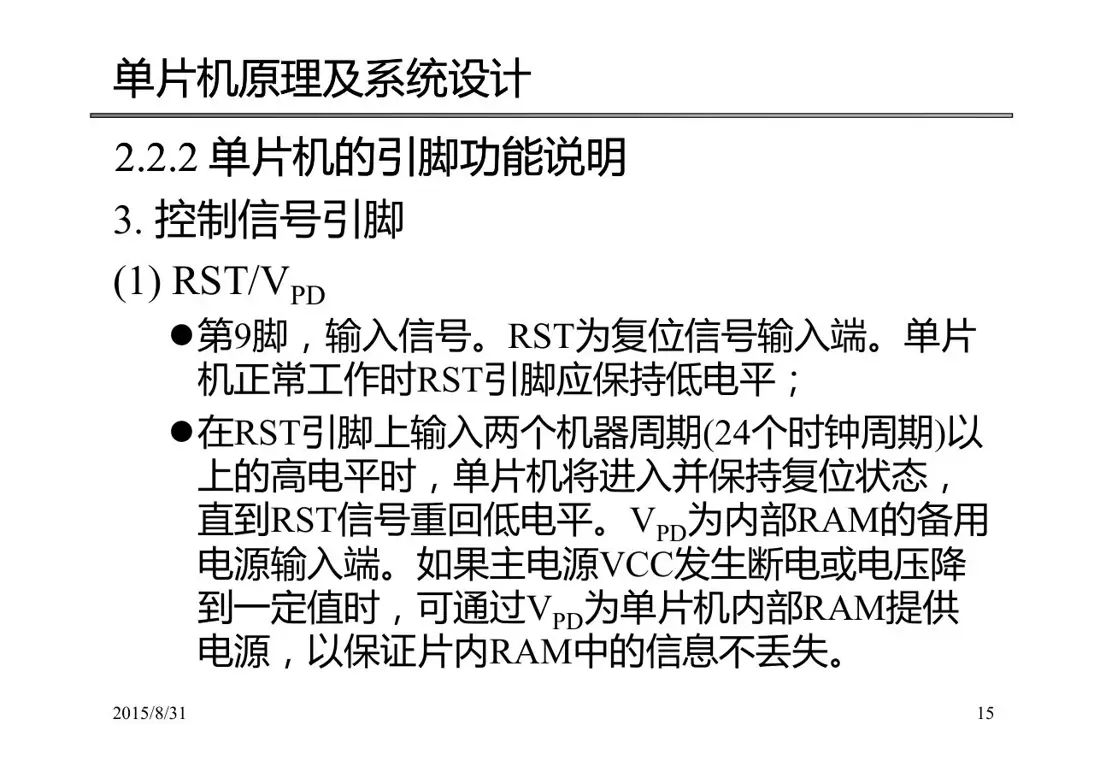 单片机原理及系统设计
2.2.2 单片机的引脚功能说明
3. 控制信号引脚
(1) RST/VPD
●第9脚，输入信号。RST为复位信号输入端。单片
机正常工作时RST引脚应保持低电平；
●在RST引脚上输入两个机器周期(24个时钟周期)以
上的高电平时，单片机将进入并保持复位状态，
直到RST信号重回低电平。VPD为内部RAM的备用
电源输入端。如果主电源VCC发生断电或电压降
到一定值时，可通过VPD为单片机内部RAM提供
电源，以保证片内RAM中的信息不丢失。
2015/8/31
15